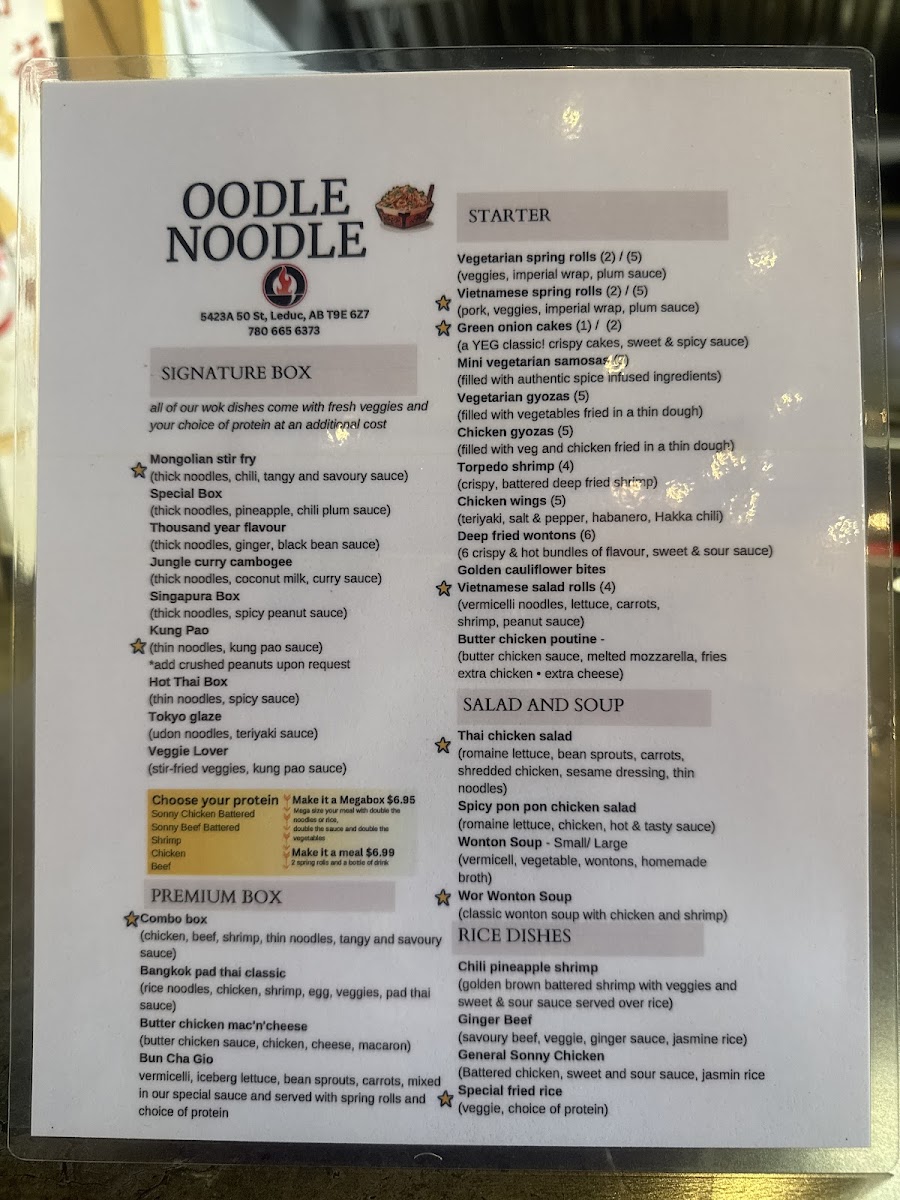 OODLE
NOODLE
5423A 50 St, Leduc, AB T9E 6Z7
780 665 6373
SIGNATURE BOX
all of our wok dishes come with fresh veggies and
your choice of protein at an additional cost
Mongolian stir fry
(thick noodles, chili, tangy and savoury sauce)
Special Box
(thick noodles, pineapple, chili plum sauce)
Thousand year flavour
(thick noodles, ginger, black bean sauce)
Jungle curry cambogee
(thick noodles, coconut milk, curry sauce)
Singapura Box
(thick noodles, spicy peanut sauce)
Kung Pao
(thin noodles, kung pao sauce)
*add crushed peanuts upon request
Hot Thai Box
(thin noodles, spicy sauce)
Tokyo glaze
(udon noodles, teriyaki sauce)
Veggie Lover
(stir-fried veggies, kung pao sauce)
Choose your protein
Sonny Chicken Battered
Sonny Beef Battered
Shrimp
Chicken
Beef
Make it a Megabox $6.95
Mega size your meal with double the
noodles or rice,
double the sauce and double the
vegetables
Make it a meal $6.99
2 spring rolls and a bottle of drink
PREMIUM BOX
Combo box
(chicken, beef, shrimp, thin noodles, tangy and savoury
sauce)
Bangkok pad thai classic
(rice noodles, chicken, shrimp, egg, veggies, pad thai
sauce)
Butter chicken mac'n'cheese
(butter chicken sauce, chicken, cheese, macaron)
Bun Cha Gio
vermicelli, iceberg lettuce, bean sprouts, carrots, mixed
in our special sauce and served with spring rolls and
choice of protein
STARTER
Vegetarian spring rolls (2) / (5)
(veggies, imperial wrap, plum sauce)
Vietnamese spring rolls (2) / (5)
(pork, veggies, imperial wrap, plum sauce)
Green onion cakes (1) / (2)
(a YEG classic! crispy cakes, sweet & spicy sauce)
Mini vegetarian samosas
(filled with authentic spice infused ingredients)
Vegetarian gyozas (5)
(filled with vegetables fried in a thin dough)
Chicken gyozas (5)
(filled with veg and chicken fried in a thin dough)
Torpedo shrimp (4)
(crispy, battered deep fried shrimp)
Chicken wings (5)
(teriyaki, salt & pepper, habanero, Hakka chili)
Deep fried wontons (6)
(6 crispy & hot bundles of flavour, sweet & sour sauce)
Golden cauliflower bites
Vietnamese salad rolls (4)
(vermicelli noodles, lettuce, carrots,
shrimp, peanut sauce)
Butter chicken poutine -
(butter chicken sauce, melted mozzarella, fries
extra chicken • extra cheese)
SALAD AND SOUP
Thai chicken salad
(romaine lettuce, bean sprouts, carrots,
shredded chicken, sesame dressing, thin
noodles)
Spicy pon pon chicken salad
(romaine lettuce, chicken, hot & tasty sauce)
Wonton Soup - Small/ Large
(vermicell, vegetable, wontons, homemade
broth)
Wor Wonton Soup
(classic wonton soup with chicken and shrimp)
RICE DISHES
Chili pineapple shrimp
(golden brown battered shrimp with veggies and
sweet & sour sauce served over rice)
Ginger Beef
(savoury beef, veggie, ginger sauce, jasmine rice)
General Sonny Chicken
(Battered chicken, sweet and sour sauce, jasmin rice
Special fried rice
(veggie, choice of protein)